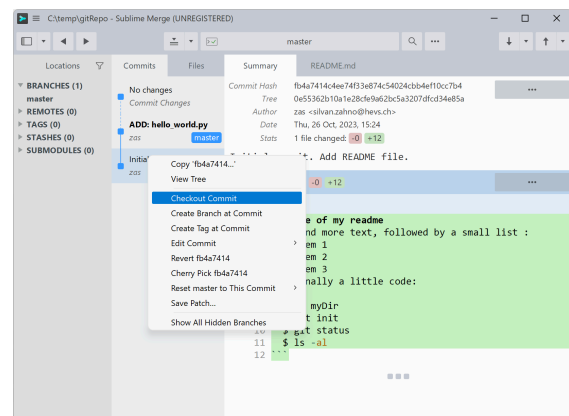 C:\temp\gitRepo - Sublime Merge (UNREGISTERED)
master
Locations
Commits
Files
Summary
README.md
BRANCHES (1)
master
REMOTES (0)
TAGS (0)
STASHES (0)
SUBMODULES (0)
No changes
Commit Changes
ADD: hello_world.py
zas master
Initia
zas
Commit Hash fb4a7414c4ee74f33e874c54024cbb4ef10cc7b4
Tree 0e55362b10a1e28cfe9a62bc5a3207dfcd34e85a
Author zas <silvan.zahno@hevs.ch>
Date Thu, 26 Oct, 2023, 15:24
Stats 1 file changed: -0 +12
it. Add README file.
-0 +12
Copy 'fb4a7414...'
View Tree
Checkout Commit
Create Branch at Commit
Create Tag at Commit
Edit Commit
Revert fb4a7414
Cherry Pick fb4a7414
Reset master to This Commit
Save Patch...
Show All Hidden Branches
e of my readme
nd more text, followed by a small list :
em 1
em 2
em 3
nally a little code:
myDir
t init
10 $ git status
11 $ ls -al
12 ```